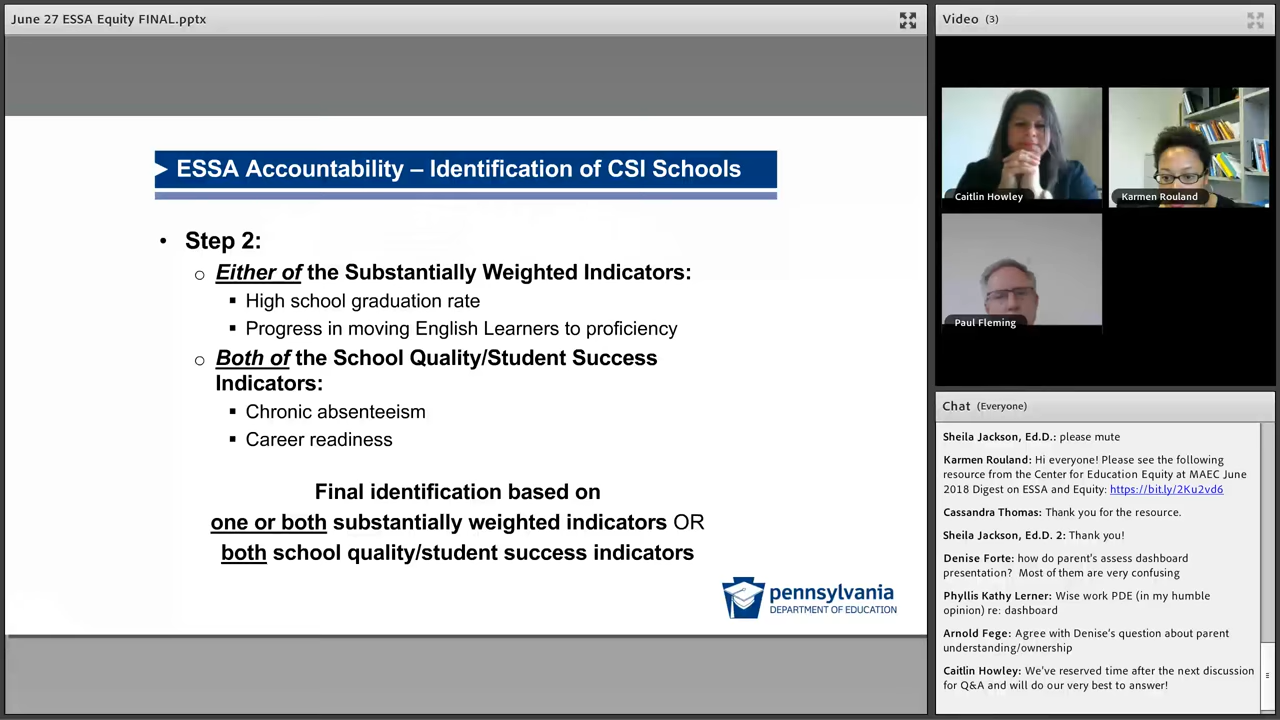 June 27 ESSA Equity FINAL.pptx
ESSA Accountability – Identification of CSI Schools
• Step 2:
o Either of the Substantially Weighted Indicators:
▪ High school graduation rate
▪ Progress in moving English Learners to proficiency
o Both of the School Quality/Student Success
Indicators:
▪ Chronic absenteeism
▪ Career readiness
Final identification based on
one or both substantially weighted indicators OR
both school quality/student success indicators
pennsylvania
DEPARTMENT OF EDUCATION
Video (3)
Caitlin Howley
Karmen Rouland
Paul Fleming
Chat (Everyone)
Sheila Jackson, Ed.D.: please mute
Karmen Rouland: Hi everyone! Please see the following
resource from the Center for Education Equity at MAEC June
2018 Digest on ESSA and Equity: https://bit.ly/2Ku2vd6
Cassandra Thomas: Thank you for the resource.
Sheila Jackson, Ed.D. 2: Thank you!
Denise Forte: how do parent's assess dashboard
presentation? Most of them are very confusing
Phyllis Kathy Lerner: Wise work PDE (in my humble
opinion) re: dashboard
Arnold Fege: Agree with Denise's question about parent
understanding/ownership
Caitlin Howley: We've reserved time after the next discussion
for Q&A and will do our very best to answer!